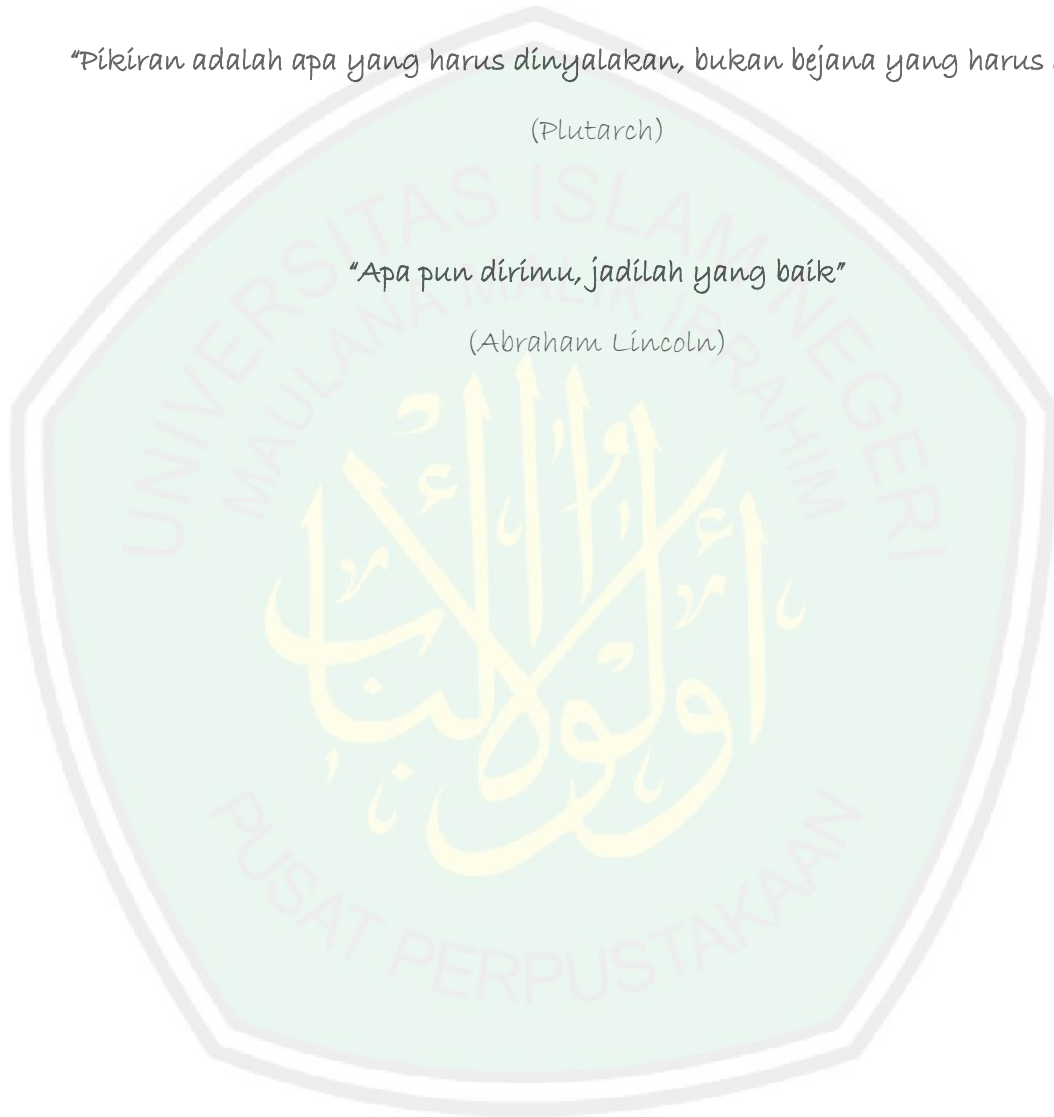 “Pikiran adalah apa yang harus dinyalakan, bukan bejana yang harus
(Plutarch)
“Apa pun dirimu, jadilah yang baik”
(Abraham Lincoln)
UNIVERSITAS ISLAM NEGERI
MAULANA MALIK IBRAHIM
أولوا الألباب
PUSAT PERPUSTAKAAN